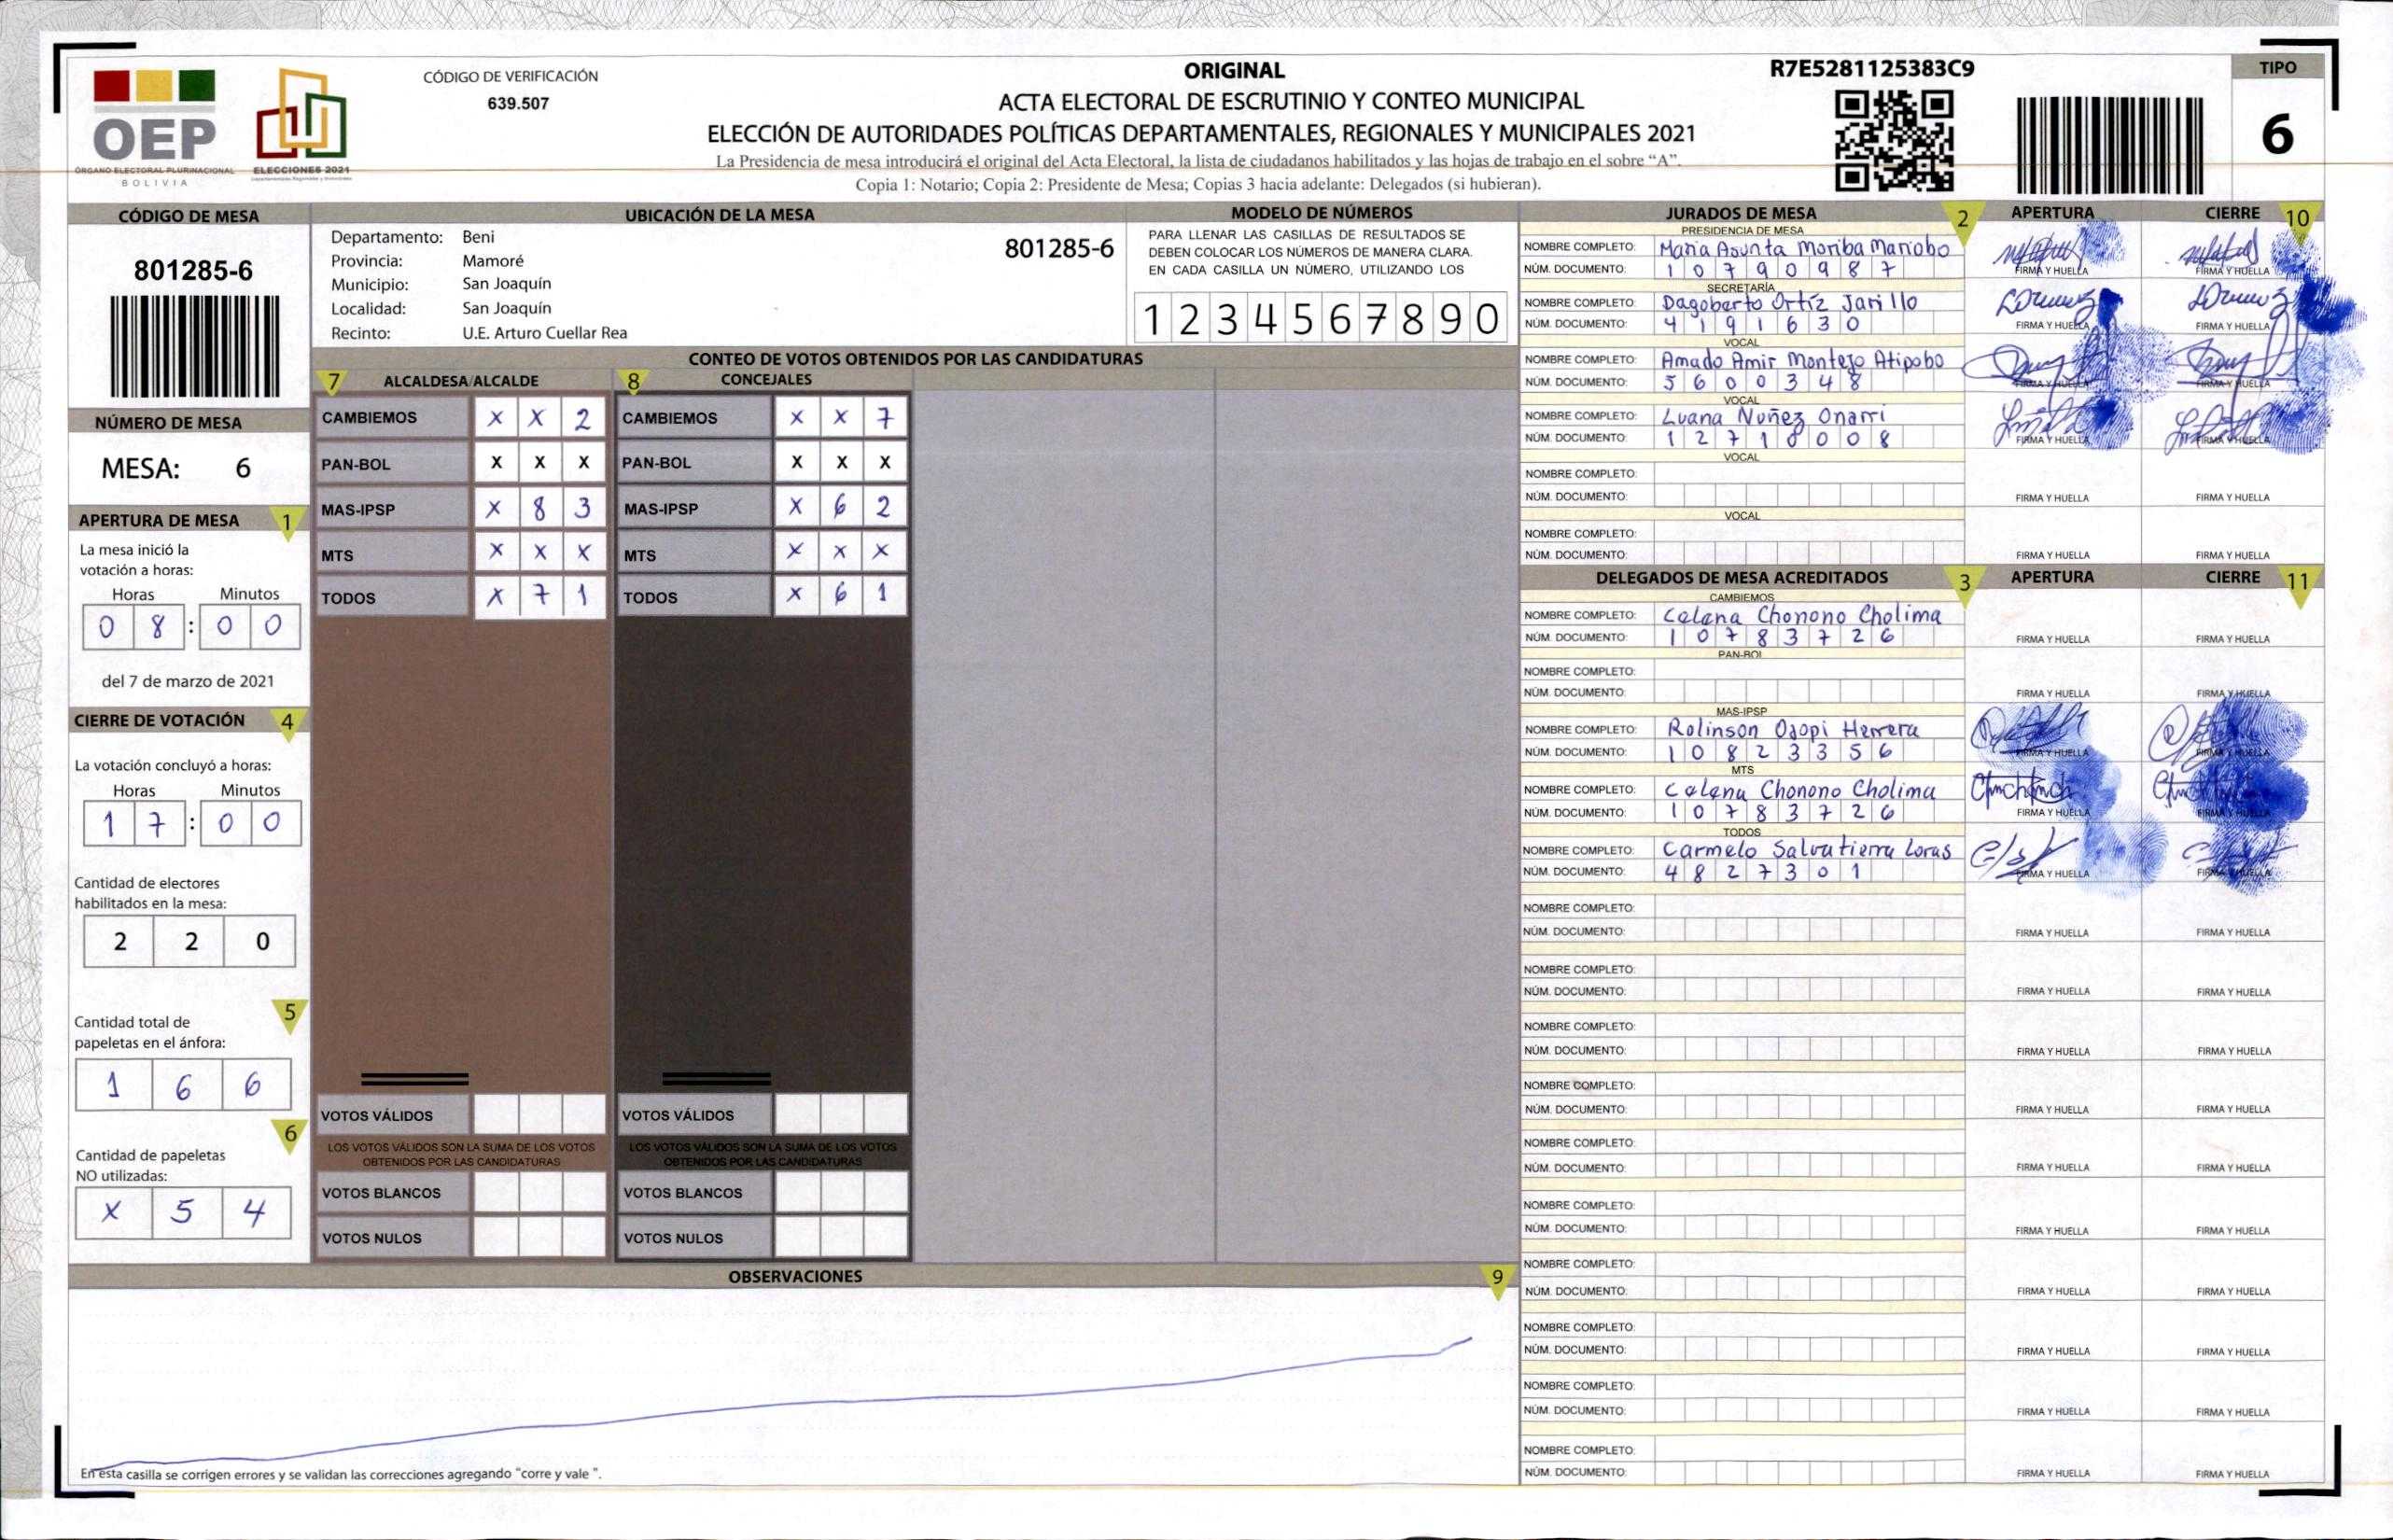 OEP
ÓRGANO ELECTORAL PLURINACIONAL
BOLIVIA
ELECCIONES 2021
CÓDIGO DE VERIFICACIÓN
639.507
ORIGINAL
ACTA ELECTORAL DE ESCRUTINIO Y CONTEO MUNICIPAL
ELECCIÓN DE AUTORIDADES POLÍTICAS DEPARTAMENTALES, REGIONALES Y MUNICIPALES 2021
La Presidencia de mesa introducirá el original del Acta Electoral, la lista de ciudadanos habilitados y las hojas de trabajo en el sobre “A”.
Copia 1: Notario; Copia 2: Presidente de Mesa; Copias 3 hacia adelante: Delegados (si hubieran).
R7E5281125383C9
TIPO
6
CÓDIGO DE MESA
801285-6
NÚMERO DE MESA
MESA: 6
APERTURA DE MESA 1
La mesa inició la
votación a horas:
Horas Minutos
0 8 : 0 0
del 7 de marzo de 2021
CIERRE DE VOTACIÓN 4
La votación concluyó a horas:
Horas Minutos
1 7 : 0 0
Cantidad de electores
habilitados en la mesa:
2 2 0
5
Cantidad total de
papeletas en el ánfora:
1 6 6
6
Cantidad de papeletas
NO utilizadas:
X 5 4
UBICACIÓN DE LA MESA
Departamento: Beni
801285-6
Provincia: Mamoré
Municipio: San Joaquín
Localidad: San Joaquín
Recinto: U.E. Arturo Cuellar Rea
MODELO DE NÚMEROS
PARA LLENAR LAS CASILLAS DE RESULTADOS SE
DEBEN COLOCAR LOS NÚMEROS DE MANERA CLARA.
EN CADA CASILLA UN NÚMERO, UTILIZANDO LOS
1 2 3 4 5 6 7 8 9 0
CONTEO DE VOTOS OBTENIDOS POR LAS CANDIDATURAS
7 ALCALDESA/ALCALDE
CAMBIEMOS X X 2
PAN-BOL X X X
MAS-IPSP X 8 3
MTS X X X
TODOS X 7 1
VOTOS VÁLIDOS
LOS VOTOS VÁLIDOS SON LA SUMA DE LOS VOTOS
OBTENIDOS POR LAS CANDIDATURAS
VOTOS BLANCOS
VOTOS NULOS
8 CONCEJALES
CAMBIEMOS X X 7
PAN-BOL X X X
MAS-IPSP X 6 2
MTS X X X
TODOS X 6 1
VOTOS VÁLIDOS
LOS VOTOS VÁLIDOS SON LA SUMA DE LOS VOTOS
OBTENIDOS POR LAS CANDIDATURAS
VOTOS BLANCOS
VOTOS NULOS
OBSERVACIONES 9
En esta casilla se corrigen errores y se validan las correcciones agregando "corre y vale ".
JURADOS DE MESA 2 APERTURA CIERRE 10
PRESIDENCIA DE MESA
NOMBRE COMPLETO: Maria Asunta Moriba Mariobo
NÚM. DOCUMENTO: 1 0 7 9 0 9 8 7 FIRMA Y HUELLA FIRMA Y HUELLA
SECRETARÍA
NOMBRE COMPLETO: Dagoberto Ortíz Jarillo
NÚM. DOCUMENTO: 4 1 9 1 6 3 0 FIRMA Y HUELLA FIRMA Y HUELLA
VOCAL
NOMBRE COMPLETO: Amado Amir Montejo Atipobo
NÚM. DOCUMENTO: 5 6 0 0 3 4 8 FIRMA Y HUELLA FIRMA Y HUELLA
VOCAL
NOMBRE COMPLETO: Luana Nuñez Onarri
NÚM. DOCUMENTO: 1 2 7 1 8 0 0 8 FIRMA Y HUELLA FIRMA Y HUELLA
VOCAL
NOMBRE COMPLETO:
NÚM. DOCUMENTO: FIRMA Y HUELLA FIRMA Y HUELLA
VOCAL
NOMBRE COMPLETO:
NÚM. DOCUMENTO: FIRMA Y HUELLA FIRMA Y HUELLA
DELEGADOS DE MESA ACREDITADOS 3 APERTURA CIERRE 11
CAMBIEMOS
NOMBRE COMPLETO: Celena Chonono Cholima
NÚM. DOCUMENTO: 1 0 7 8 3 7 2 6 FIRMA Y HUELLA FIRMA Y HUELLA
PAN-BOL
NOMBRE COMPLETO:
NÚM. DOCUMENTO: FIRMA Y HUELLA FIRMA Y HUELLA
MAS-IPSP
NOMBRE COMPLETO: Rolinson Ojopi Herrera
NÚM. DOCUMENTO: 1 0 8 2 3 3 5 6 FIRMA Y HUELLA FIRMA Y HUELLA
MTS
NOMBRE COMPLETO: Celena Chonono Cholima
NÚM. DOCUMENTO: 1 0 7 8 3 7 2 6 FIRMA Y HUELLA FIRMA Y HUELLA
TODOS
NOMBRE COMPLETO: Carmelo Salvatierra Loras
NÚM. DOCUMENTO: 4 8 2 7 3 0 1 FIRMA Y HUELLA FIRMA Y HUELLA
NOMBRE COMPLETO:
NÚM. DOCUMENTO: FIRMA Y HUELLA FIRMA Y HUELLA
NOMBRE COMPLETO:
NÚM. DOCUMENTO: FIRMA Y HUELLA FIRMA Y HUELLA
NOMBRE COMPLETO:
NÚM. DOCUMENTO: FIRMA Y HUELLA FIRMA Y HUELLA
NOMBRE COMPLETO:
NÚM. DOCUMENTO: FIRMA Y HUELLA FIRMA Y HUELLA
NOMBRE COMPLETO:
NÚM. DOCUMENTO: FIRMA Y HUELLA FIRMA Y HUELLA
NOMBRE COMPLETO:
NÚM. DOCUMENTO: FIRMA Y HUELLA FIRMA Y HUELLA
NOMBRE COMPLETO:
NÚM. DOCUMENTO: FIRMA Y HUELLA FIRMA Y HUELLA
NOMBRE COMPLETO:
NÚM. DOCUMENTO: FIRMA Y HUELLA FIRMA Y HUELLA
NOMBRE COMPLETO:
NÚM. DOCUMENTO: FIRMA Y HUELLA FIRMA Y HUELLA
NOMBRE COMPLETO:
NÚM. DOCUMENTO: FIRMA Y HUELLA FIRMA Y HUELLA